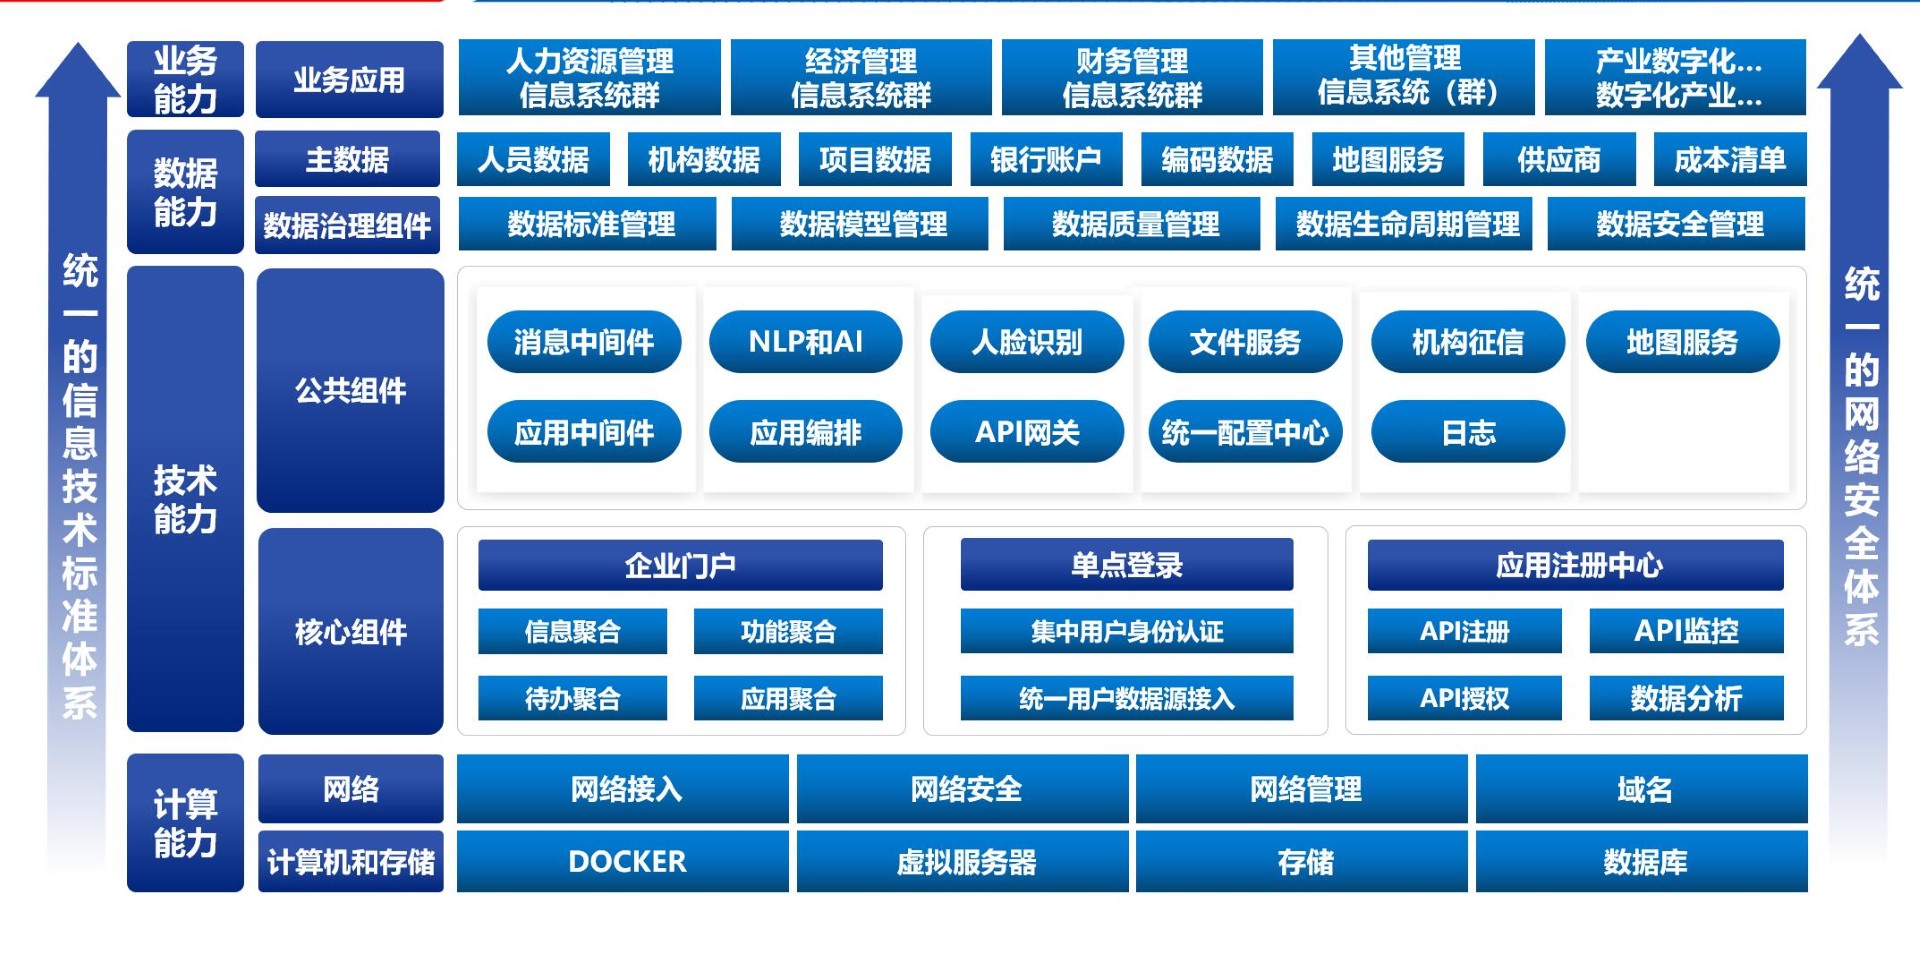 统一的信息技术标准体系
业务
能力
业务应用
人力资源管理
信息系统群
经济管理
信息系统群
财务管理
信息系统群
其他管理
信息系统（群）
产业数字化...
数字化产业...
数据
能力
主数据
人员数据
机构数据
项目数据
银行账户
编码数据
地图服务
供应商
成本清单
数据治理组件
数据标准管理
数据模型管理
数据质量管理
数据生命周期管理
数据安全管理
技术
能力
公共组件
消息中间件
NLP和AI
人脸识别
文件服务
机构征信
地图服务
应用中间件
应用编排
API网关
统一配置中心
日志
核心组件
企业门户
信息聚合
功能聚合
待办聚合
应用聚合
单点登录
集中用户身份认证
统一用户数据源接入
应用注册中心
API注册
API监控
API授权
数据分析
计算
能力
网络
网络接入
网络安全
网络管理
域名
计算机和存储
DOCKER
虚拟服务器
存储
数据库
统一的网络安全体系